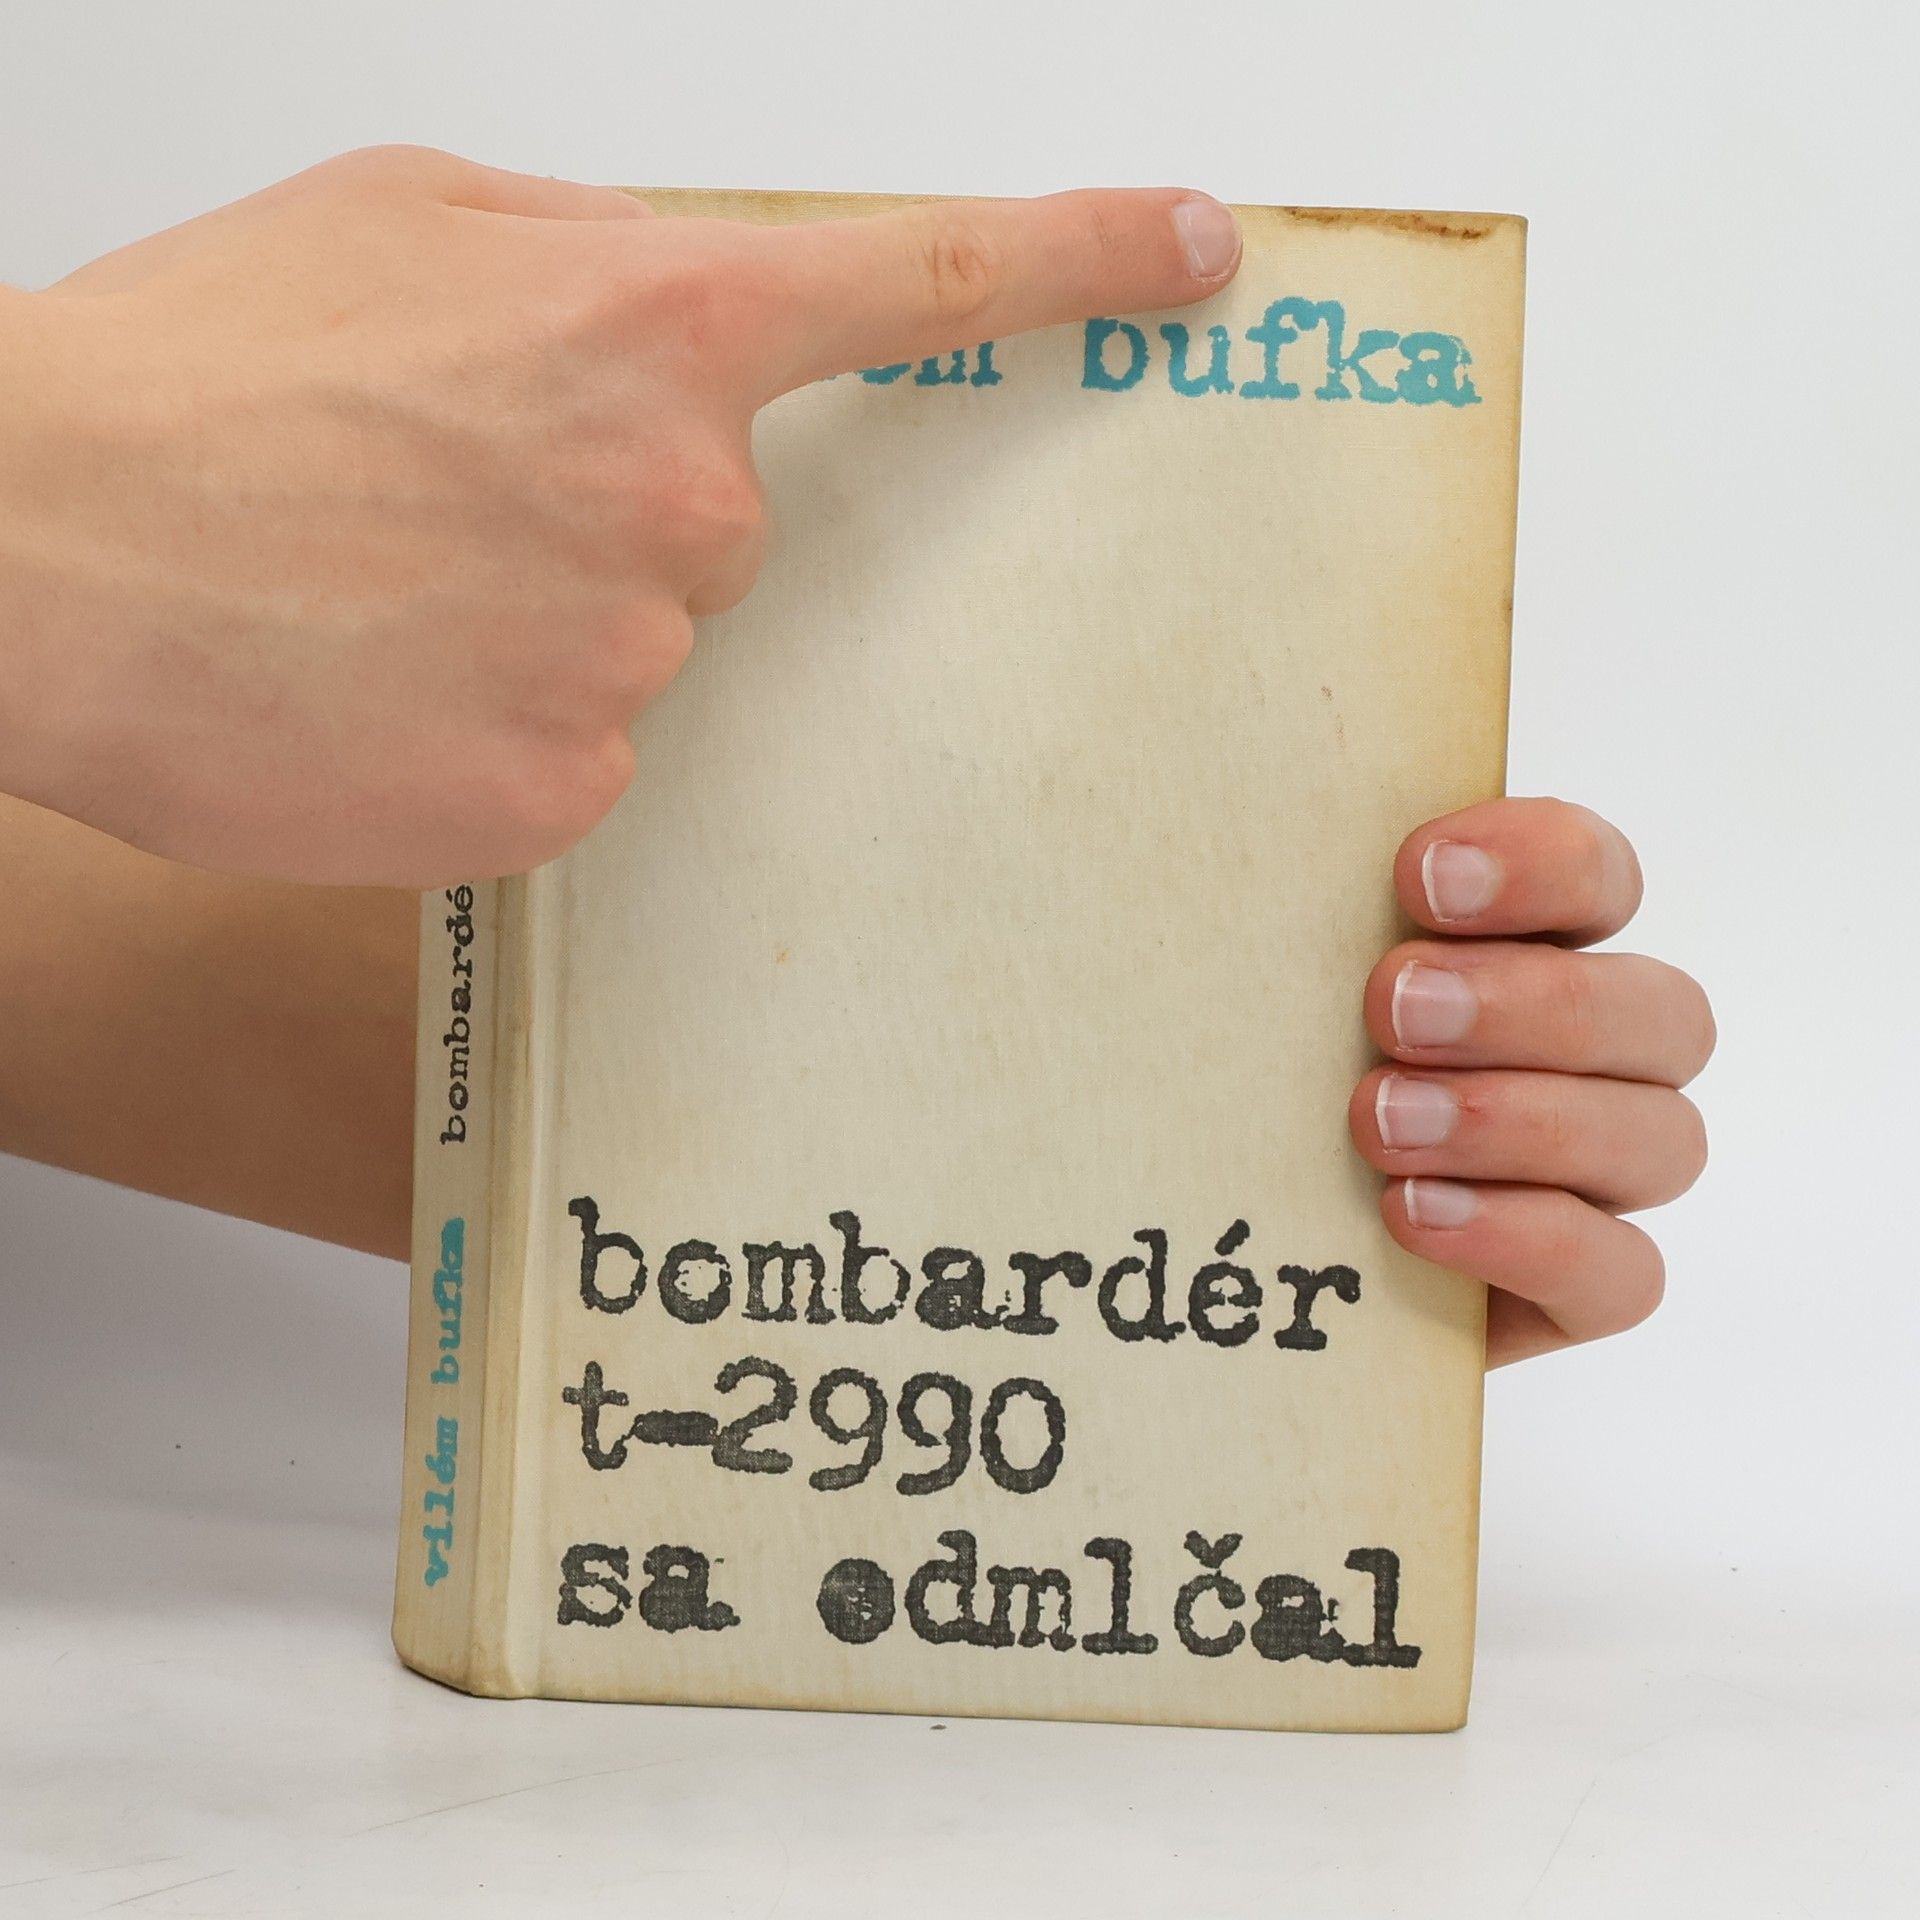 bufka
bombardér
t-2990
sa odmlčal
vilém bufka bombardé